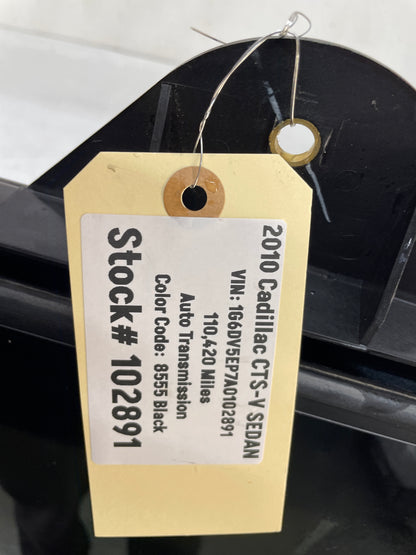 2010 Cadillac CTS-V SEDAN
VIN: 1G6DV5EP7A0102891
110,420 Miles
Auto Transmission
Color Code: 8555 Black
Stock# 102891